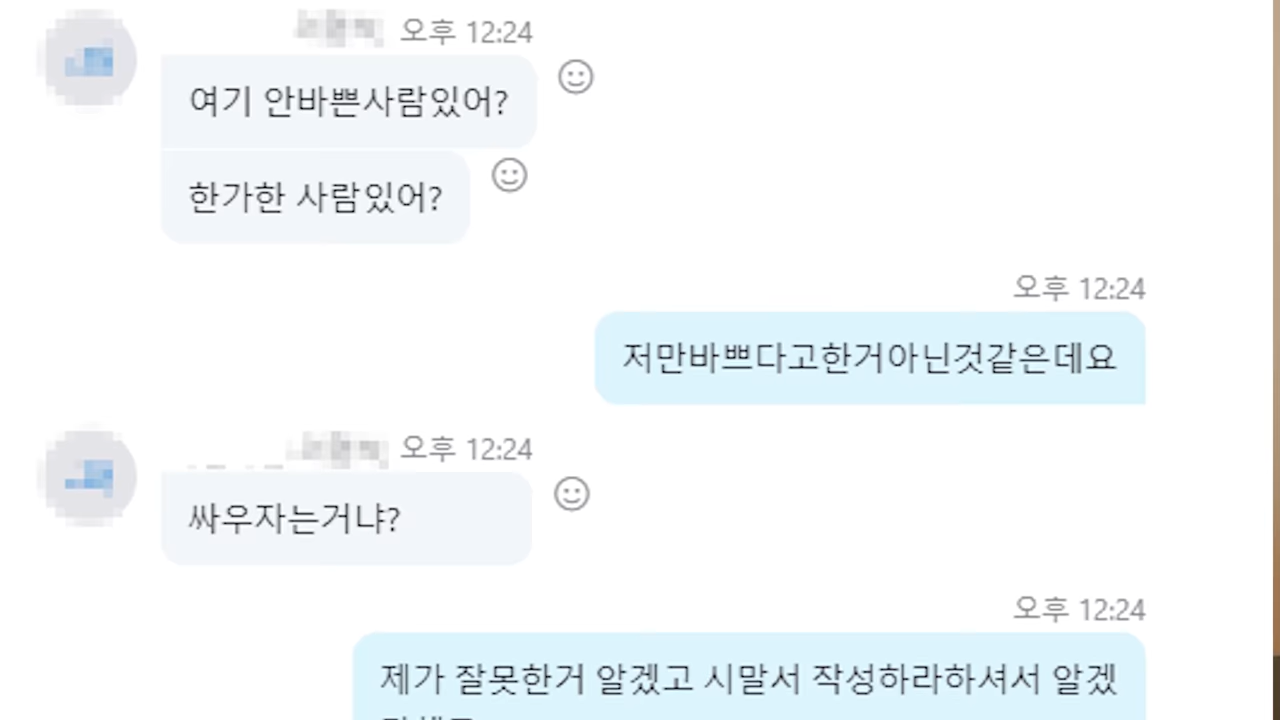 오후 12:24
여기 안바쁜사람있어?
한가한 사람있어?
오후 12:24
저만바쁘다고한거아닌것같은데요
오후 12:24
싸우자는거냐?
오후 12:24
제가 잘못한거 알겠고 시말서 작성하라하셔서 알겠